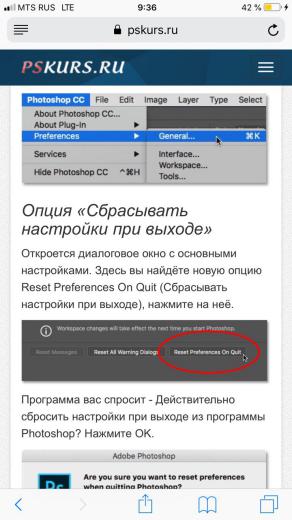 MTS RUS LTE 9:36 42 %
pskurs.ru
PSKURS.RU
Photoshop CC File Edit Image Layer Type Select
About Photoshop CC...
About Plug-In
Preferences General... ⌘K
Services Interface...
Workspace...
Hide Photoshop CC ^⌘H Tools...
Опция «Сбрасывать
настройки при выходе»
Откроется диалоговое окно с основными
настройками. Здесь вы найдёте новую опцию
Reset Preferences On Quit (Сбрасывать
настройки при выходе), нажмите на неё.
Workspace changes will take effect the next time you start Photoshop.
Reset Messages Reset All Warning Dialogs Reset Preferences On Quit
Программа вас спросит - Действительно
сбросить настройки при выходе из программы
Photoshop? Нажмите OK.
Adobe Photoshop
Are you sure you want to reset preferences
when quitting Photoshop?
Ps